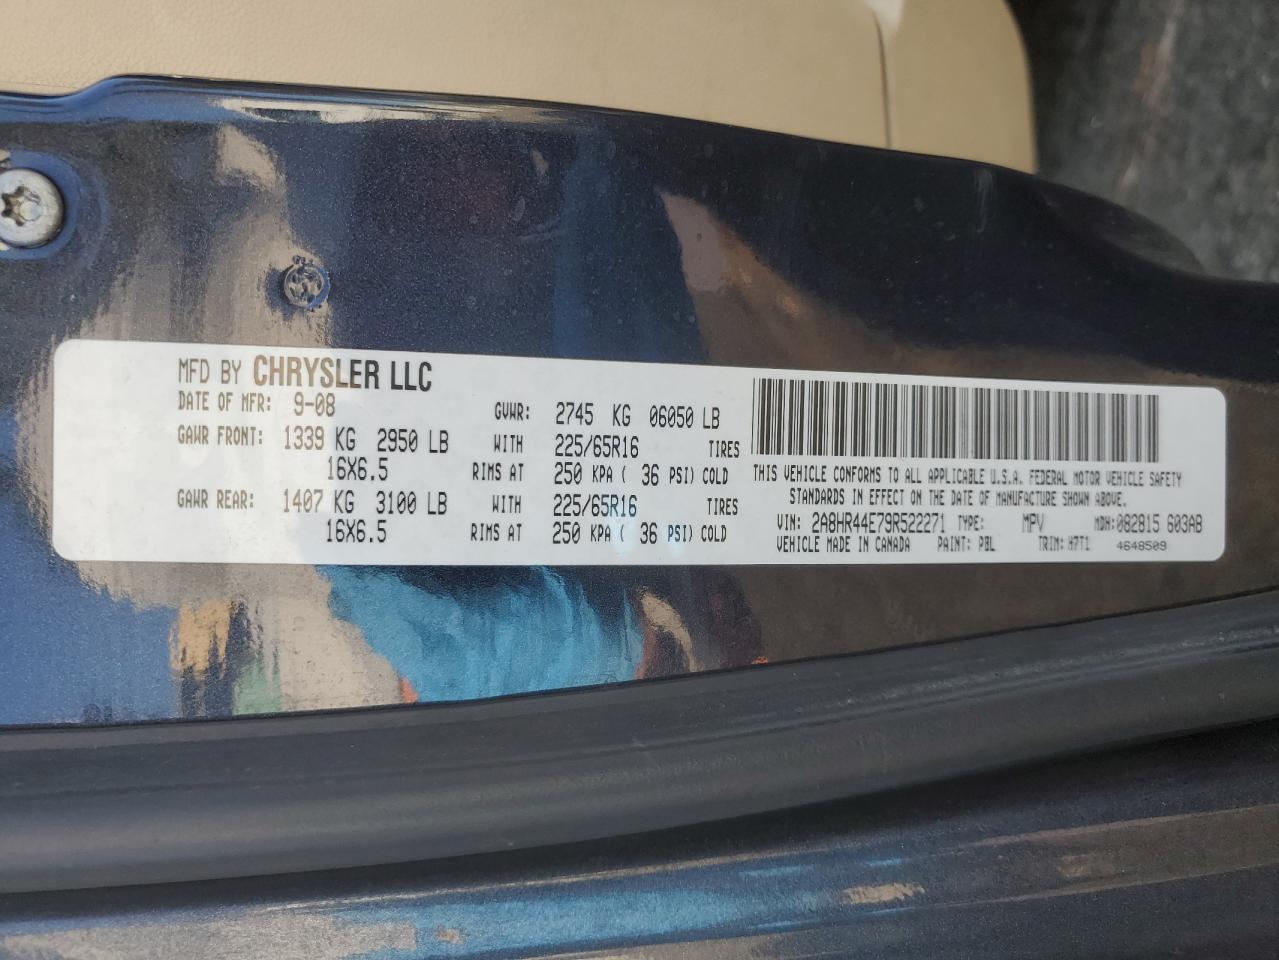 MFD BY CHRYSLER LLC
DATE OF MFR: 9-08 GVWR: 2745 KG 06050 LB
GAWR FRONT: 1339 KG 2950 LB WITH 225/65R16 TIRES
16X6.5 RIMS AT 250 KPA ( 36 PSI) COLD
GAWR REAR: 1407 KG 3100 LB WITH 225/65R16 TIRES
16X6.5 RIMS AT 250 KPA ( 36 PSI) COLD
THIS VEHICLE CONFORMS TO ALL APPLICABLE U.S.A. FEDERAL MOTOR VEHICLE SAFETY
STANDARDS IN EFFECT ON THE DATE OF MANUFACTURE SHOWN ABOVE.
VIN: 2A8HR44E79R522271 TYPE: MPV MDH: 082815 603AB
VEHICLE MADE IN CANADA PAINT: PBL TRIM: H7T1 4648509